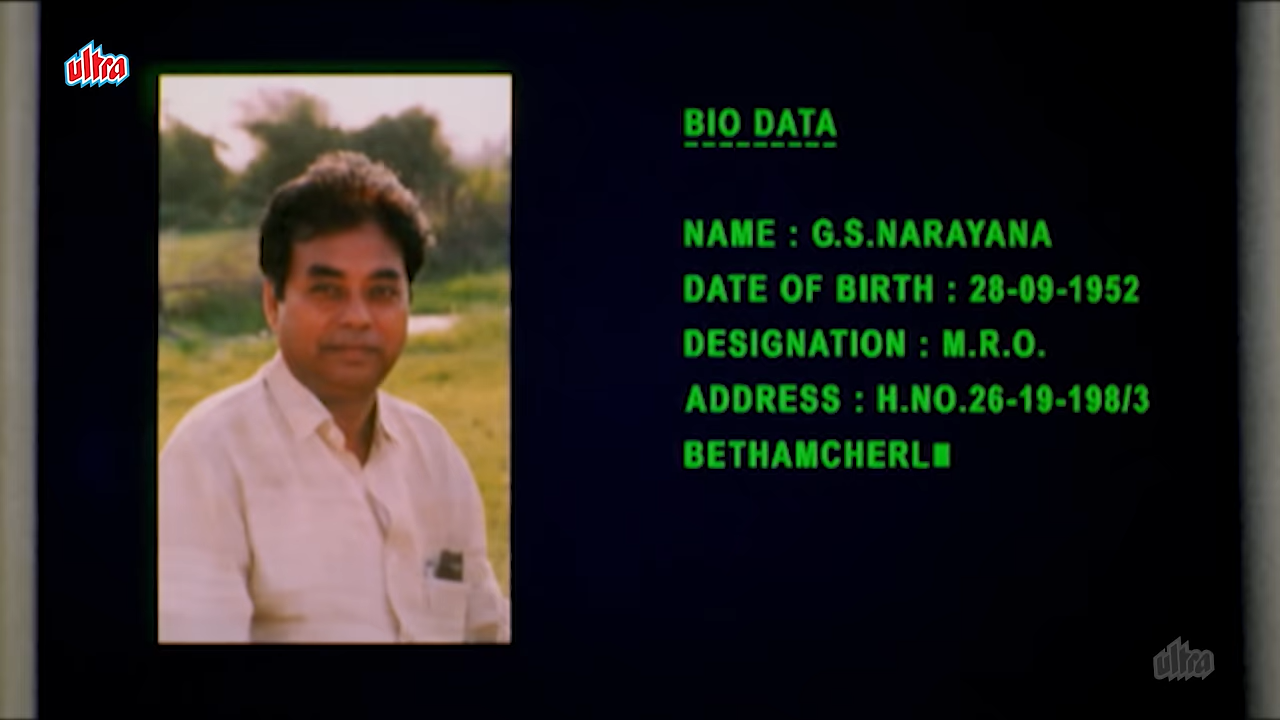 ultra
BIO DATA
NAME : G.S.NARAYANA
DATE OF BIRTH : 28-09-1952
DESIGNATION : M.R.O.
ADDRESS : H.NO.26-19-198/3
BETHAMCHERL
ultra